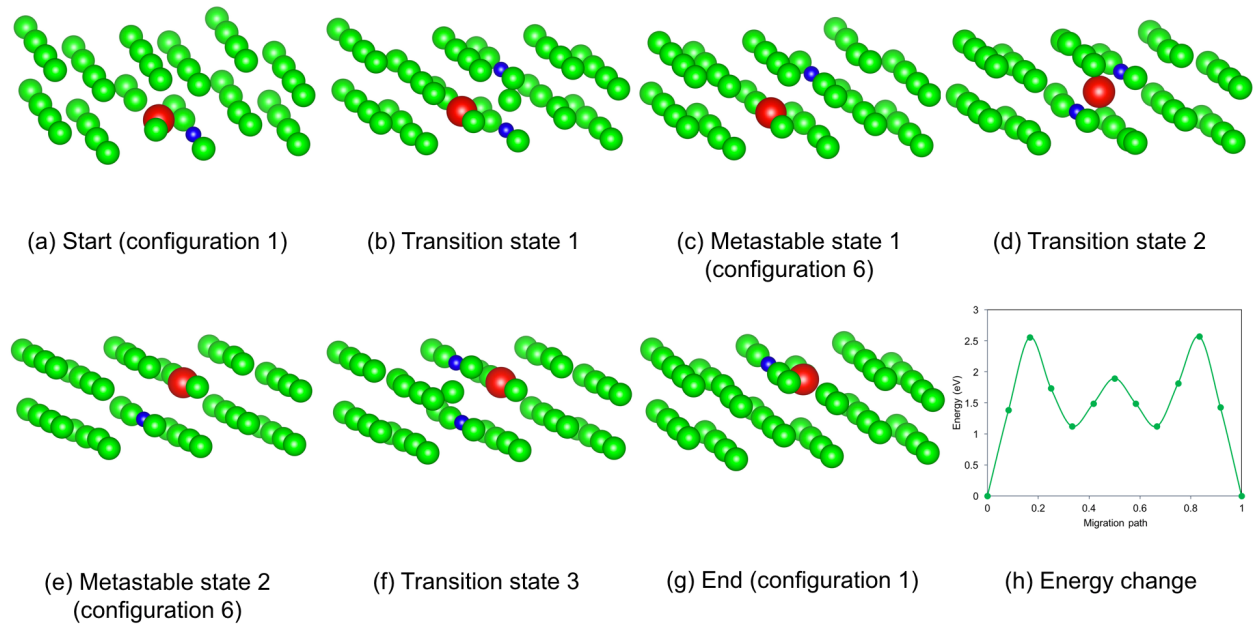 (a) Start (configuration 1)
(b) Transition state 1
(c) Metastable state 1
(configuration 6)
(d) Transition state 2
3
2.5
2
1.5
1
0.5
0
Energy (eV)
0 0.2 0.4 0.6 0.8 1
Migration path
(e) Metastable state 2
(configuration 6)
(f) Transition state 3
(g) End (configuration 1)
(h) Energy change